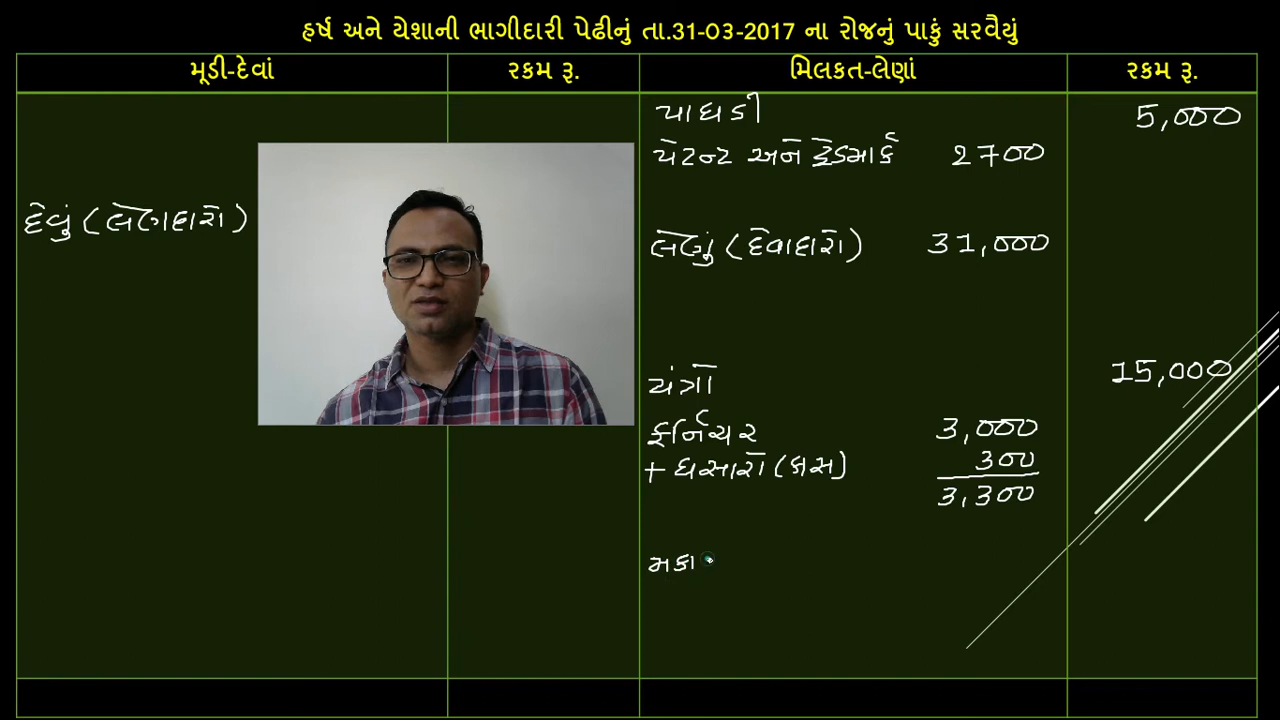 હર્ષ અને યેશાની ભાગીદારી પેઢીનું તા.31-03-2017 ના રોજનું પાકું સરવૈયું
મૂડી-દેવાં રકમ રૂ. મિલકત-લેણાં રકમ રૂ.
પાઘડી 5,000
પેટન્ટ અને ટ્રેડમાર્ક 2700
દેવું (લેણદારો)
લેણું (દેવાદારો) 31,000
યંત્રો 15,000
ફર્નિચર 3,000
+ ઘસારો (કાસ) 300
3,300
મકા